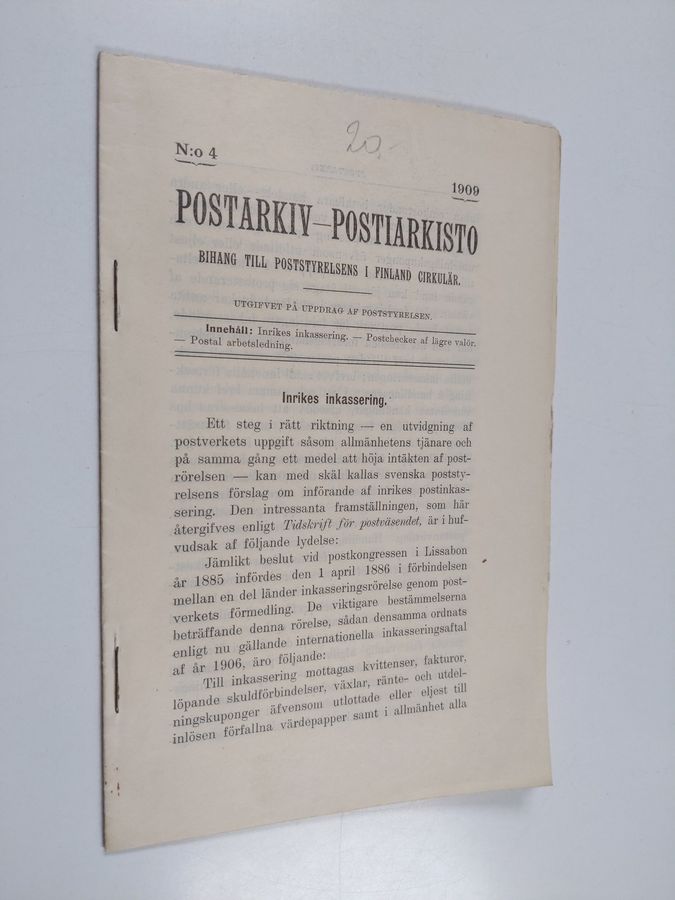 20.-
N:o 4
1909
POSTARKIV—POSTIARKISTO
BIHANG TILL POSTSTYRELSENS I FINLAND CIRKULÄR.
UTGIFVET PÅ UPPDRAG AF POSTSTYRELSEN.
Innehåll: Inrikes inkassering. — Postchecker af lägre valör.
— Postal arbetsledning.
Inrikes inkassering.
Ett steg i rätt riktning — en utvidgning af
postverkets uppgift såsom allmänhetens tjänare och
på samma gång ett medel att höja intäkten af post-
rörelsen — kan med skäl kallas svenska poststy-
relsens förslag om införande af inrikes postinkas-
sering. Den intressanta framställningen, som här
återgifves enligt Tidskrift för postväsendet, är i huf-
vudsak af följande lydelse:
Jämlikt beslut vid postkongressen i Lissabon
år 1885 infördes den 1 april 1886 i förbindelsen
mellan en del länder inkasseringsrörelse genom post-
verkets förmedling. De viktigare bestämmelserna
beträffande denna rörelse, sådan densamma ordnats
enligt nu gällande internationella inkasseringsaftal
af år 1906, äro följande:
Till inkassering mottagas kvittenser, fakturor,
löpande skuldförbindelser, växlar, ränte- och utdel-
ningskuponger äfvensom utlottade eller eljest till
inlösen förfallna värdepapper samt i allmänhet alla